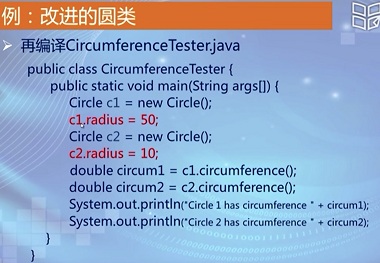 例：改进的圆类
再编译CircumferenceTester.java
public class CircumferenceTester {
public static void main(String args[]) {
Circle c1 = new Circle();
c1.radius = 50;
Circle c2 = new Circle();
c2.radius = 10;
double circum1 = c1.circumference();
double circum2 = c2.circumference();
System.out.println("Circle 1 has circumference " + circum1);
System.out.println("Circle 2 has circumference " + circum2);
}
}